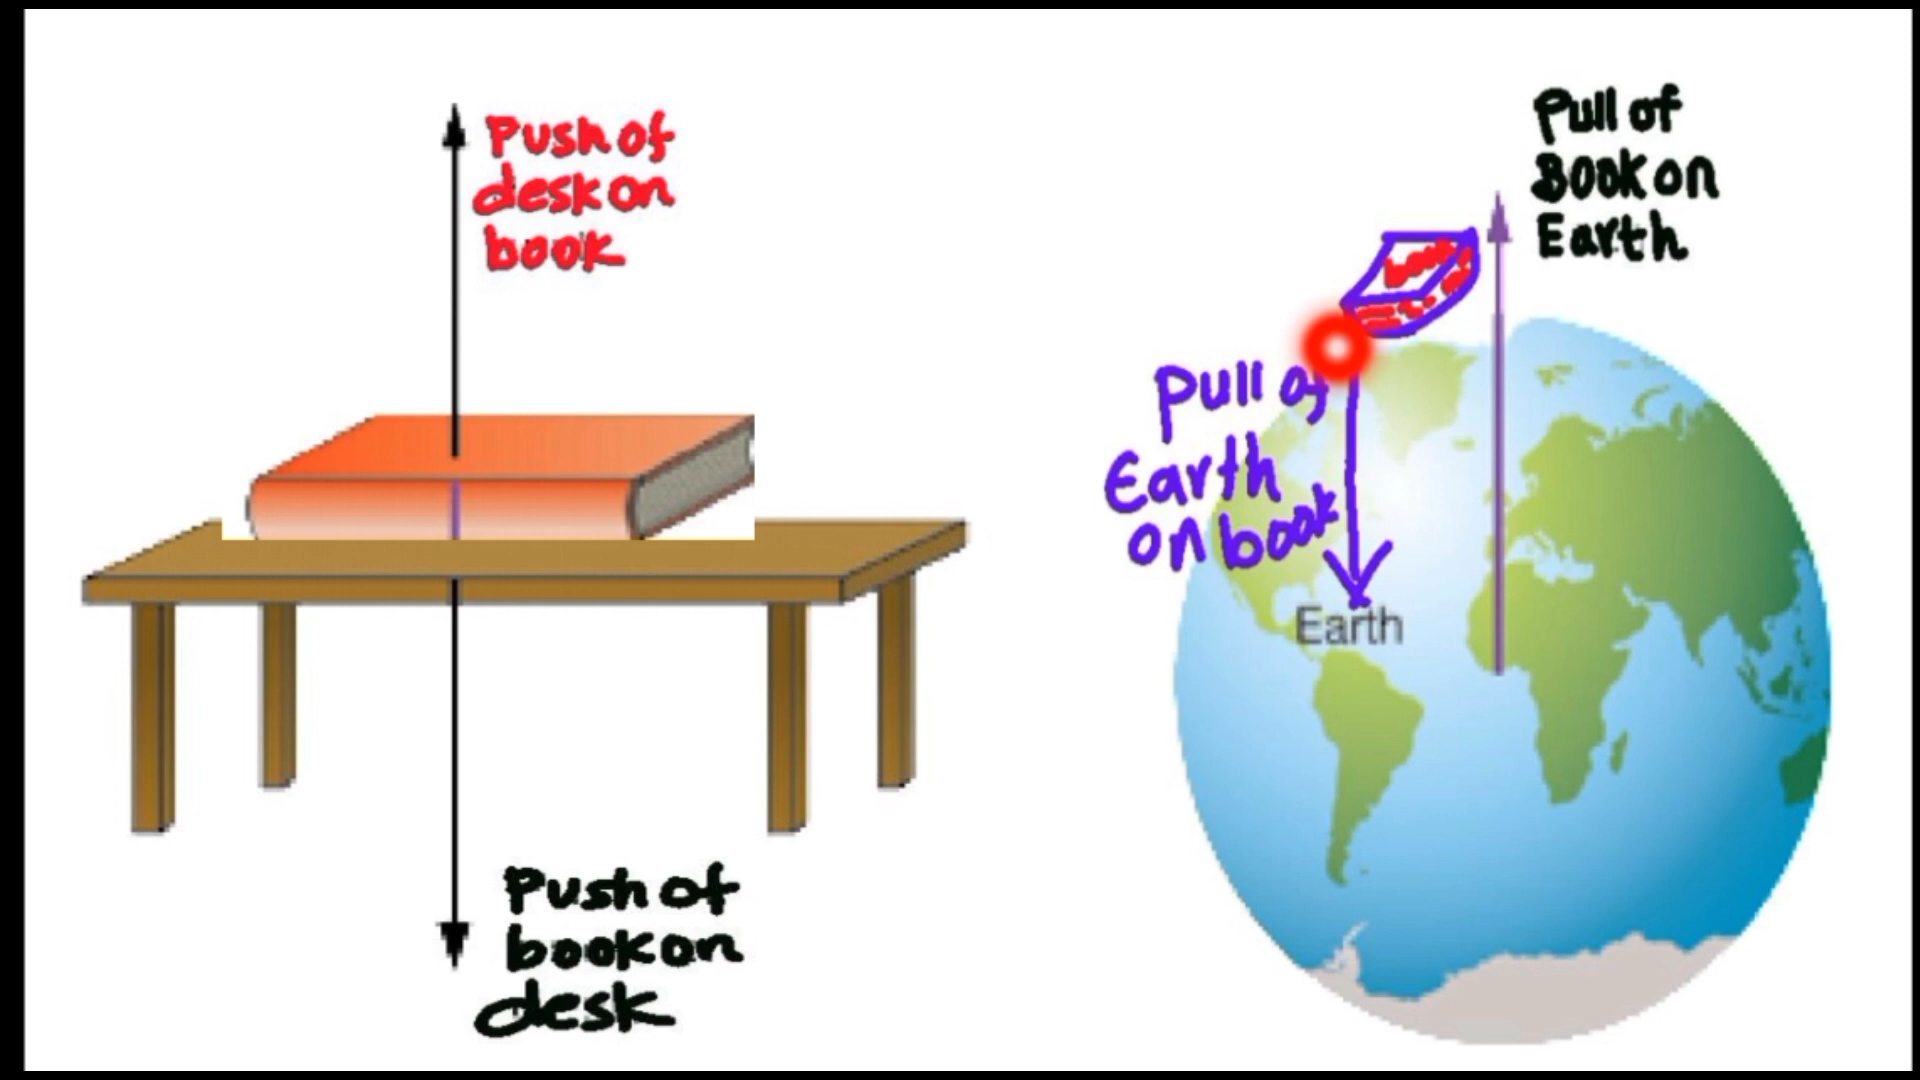 Push of
desk on
book
Push of
book on
desk
Pull of
Book on
Earth
book
Pull of
Earth
on book
Earth